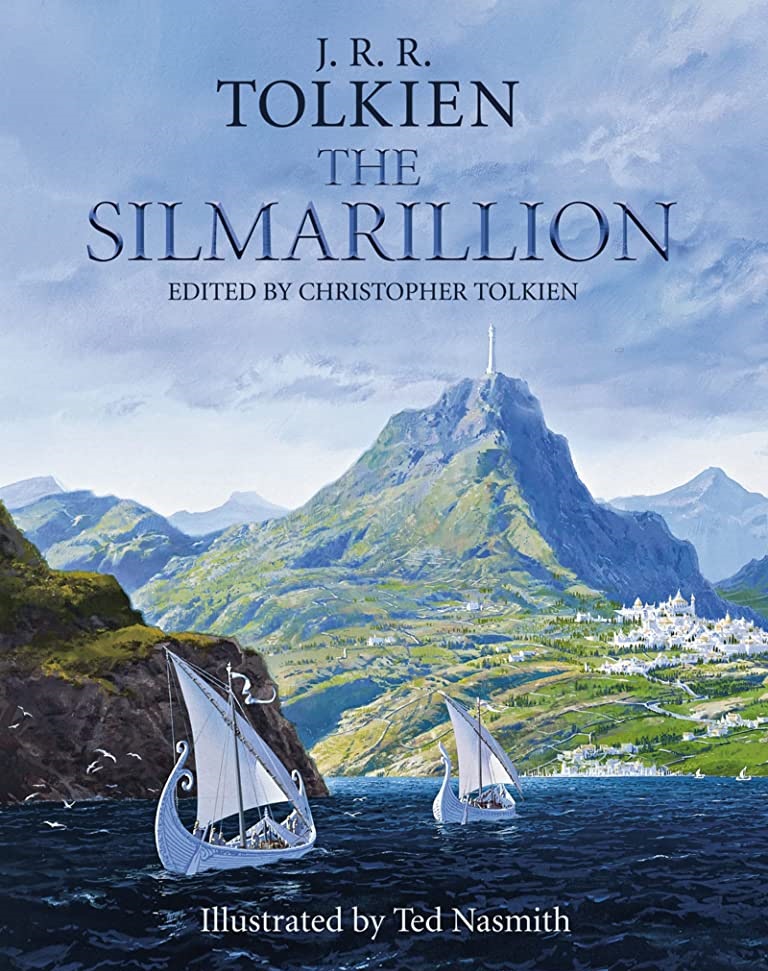 J. R. R.
TOLKIEN
THE
SILMARILLION
EDITED BY CHRISTOPHER TOLKIEN
Illustrated by Ted Nasmith